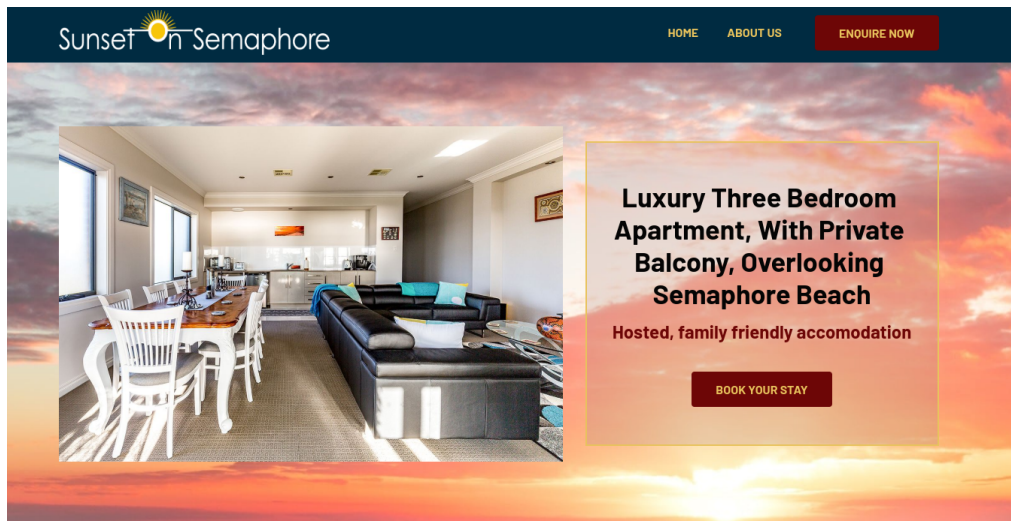 Sunset On Semaphore
HOME
ABOUT US
ENQUIRE NOW
Luxury Three Bedroom
Apartment, With Private
Balcony, Overlooking
Semaphore Beach
Hosted, family friendly accomodation
BOOK YOUR STAY